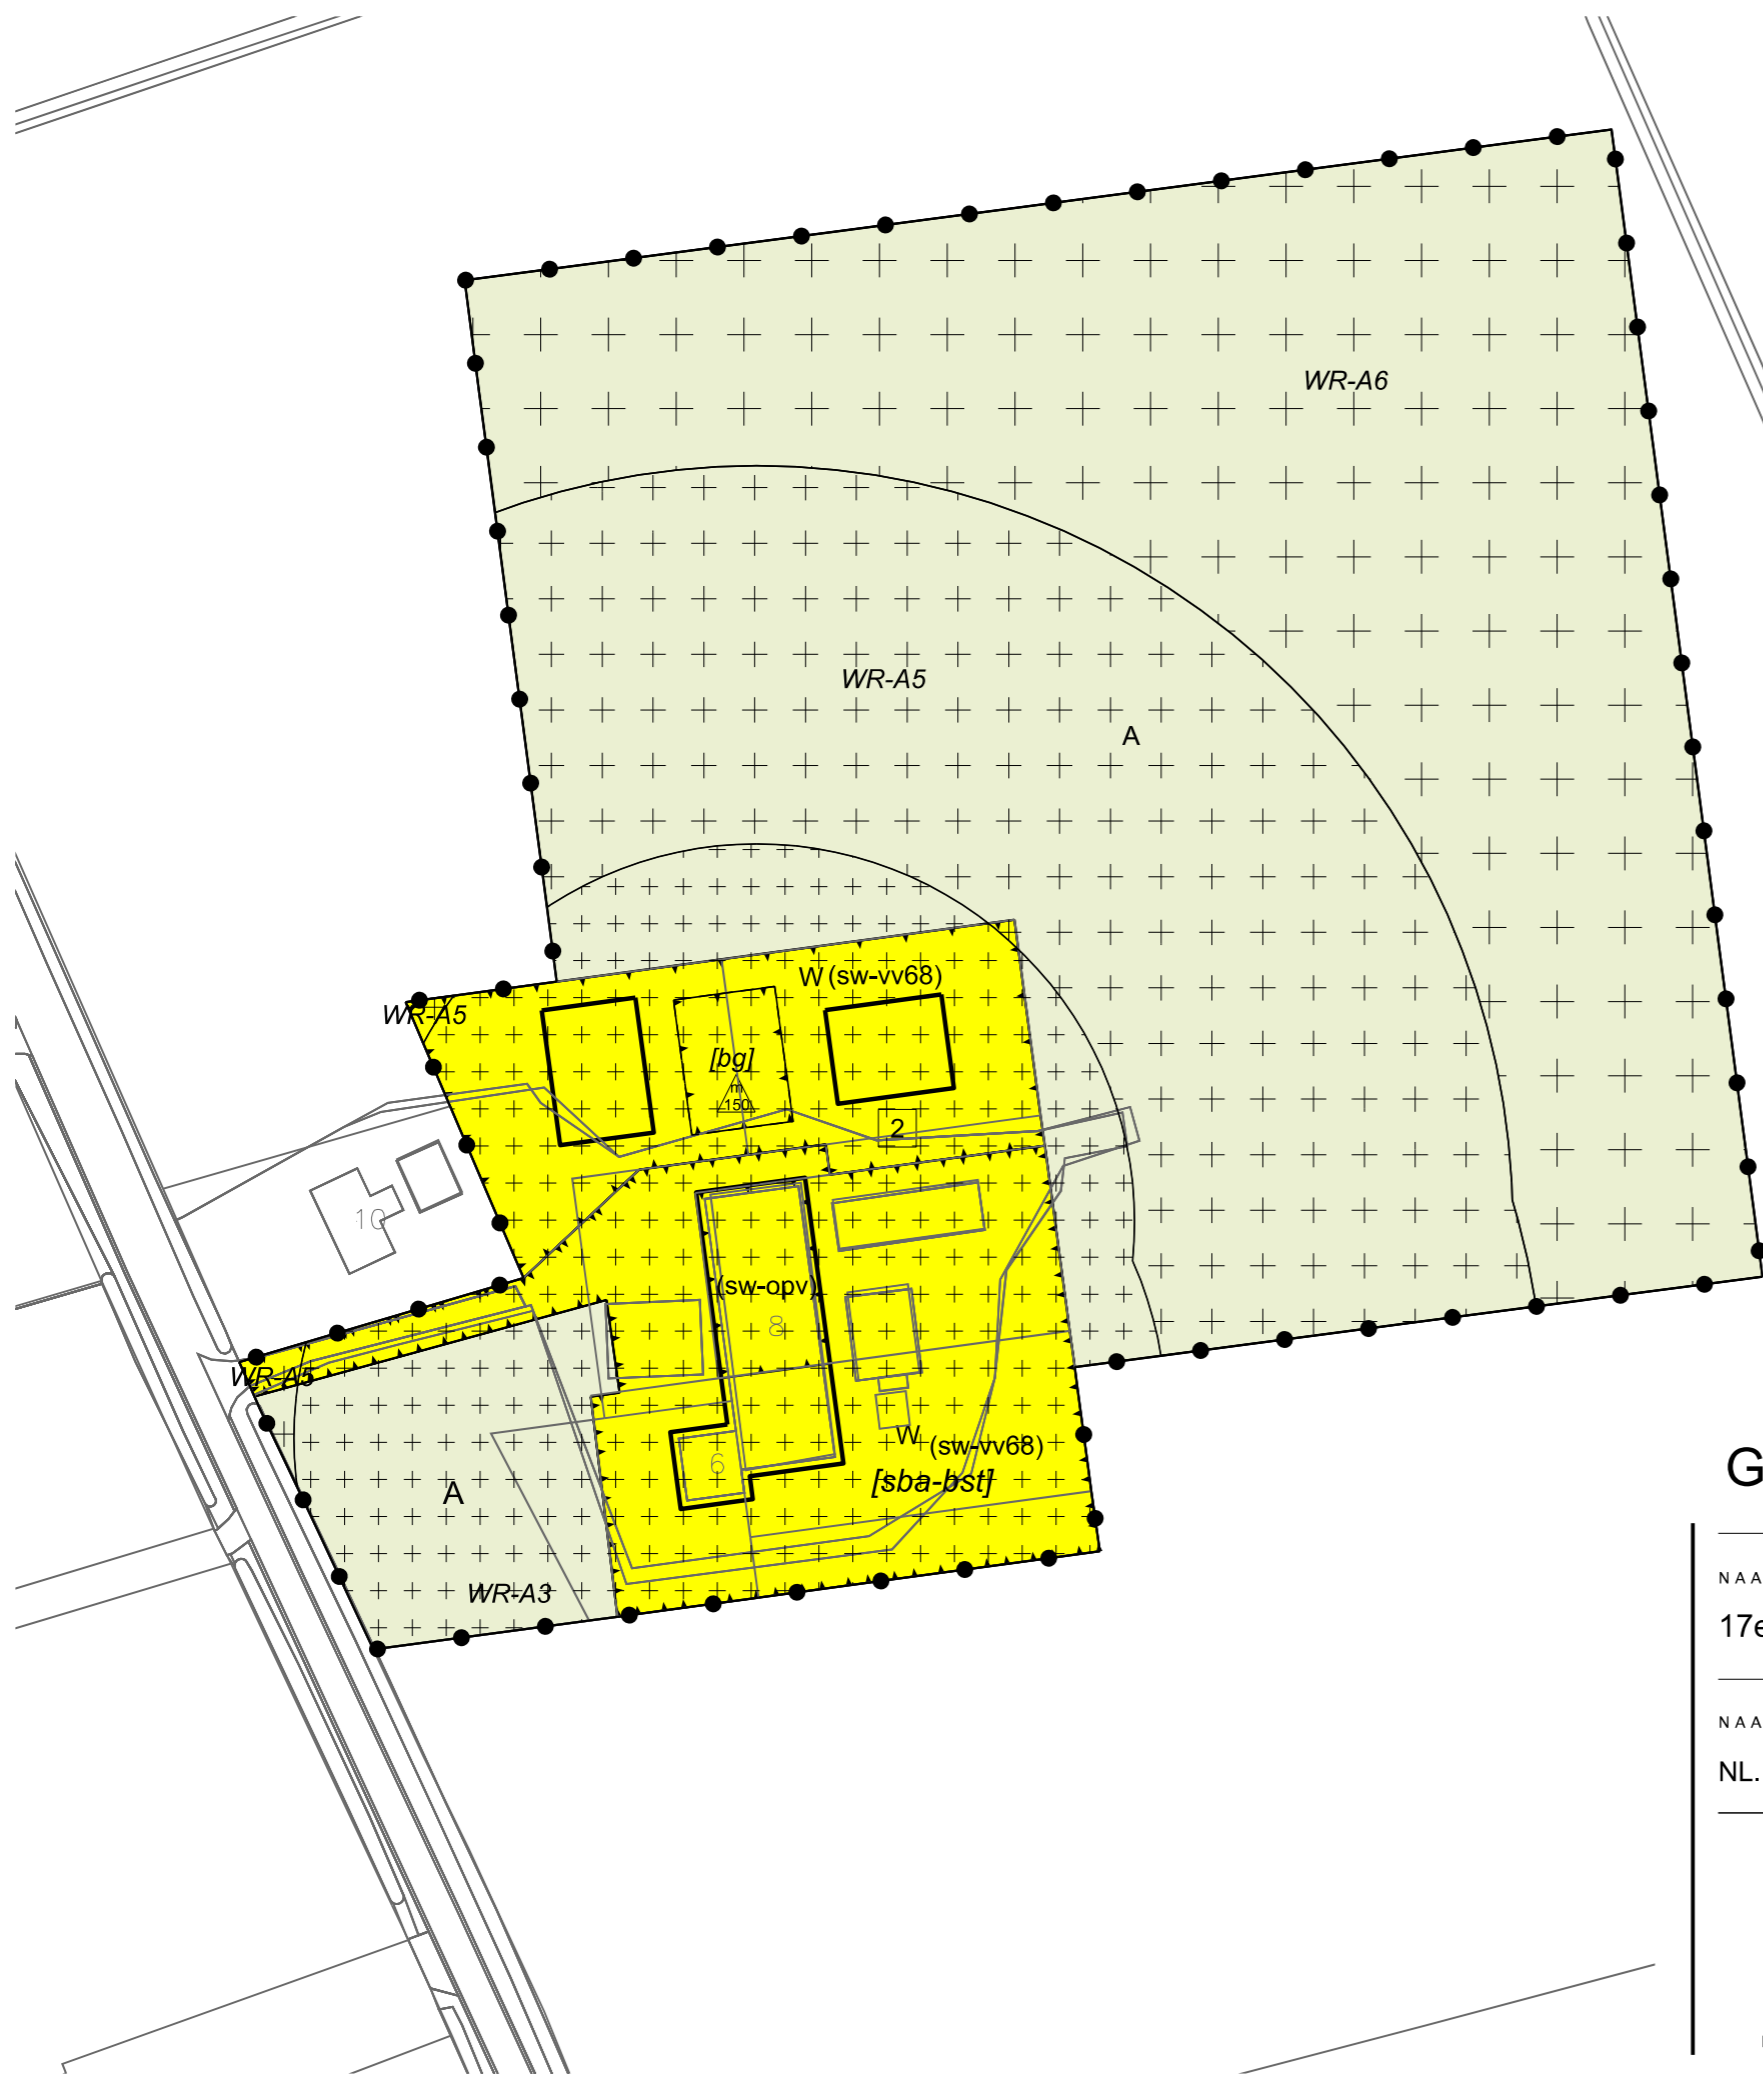 WR-A6
WR-A5
A
W (sw-vv68)
WR-A5
[bg]
m
150
2
10
(sw-opv)
8
WR-A5
W (sw-vv68)
6
[sba-bst]
A
WR-A3
G
NAA
17e
NAA
NL.